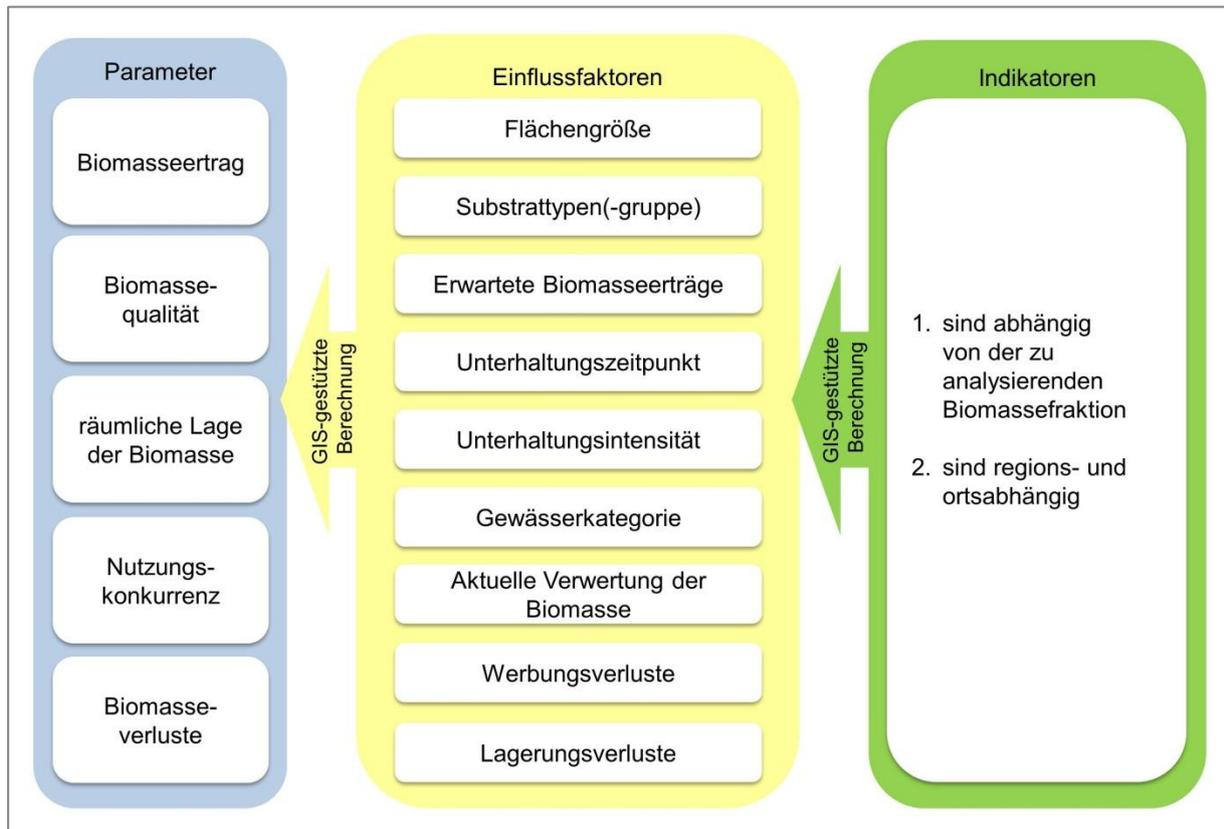 Parameter
Biomasseertrag
Biomasse-
qualität
räumliche Lage
der Biomasse
Nutzungs-
konkurrenz
Biomasse-
verluste
GIS-gestützte
Berechnung
Einflussfaktoren
Flächengröße
Substrattypen(-gruppe)
Erwartete Biomasseerträge
Unterhaltungszeitpunkt
Unterhaltungsintensität
Gewässerkategorie
Aktuelle Verwertung der
Biomasse
Werbungsverluste
Lagerungsverluste
GIS-gestützte
Berechnung
Indikatoren
1. sind abhängig
von der zu
analysierenden
Biomassefraktion
2. sind regions- und
ortsabhängig